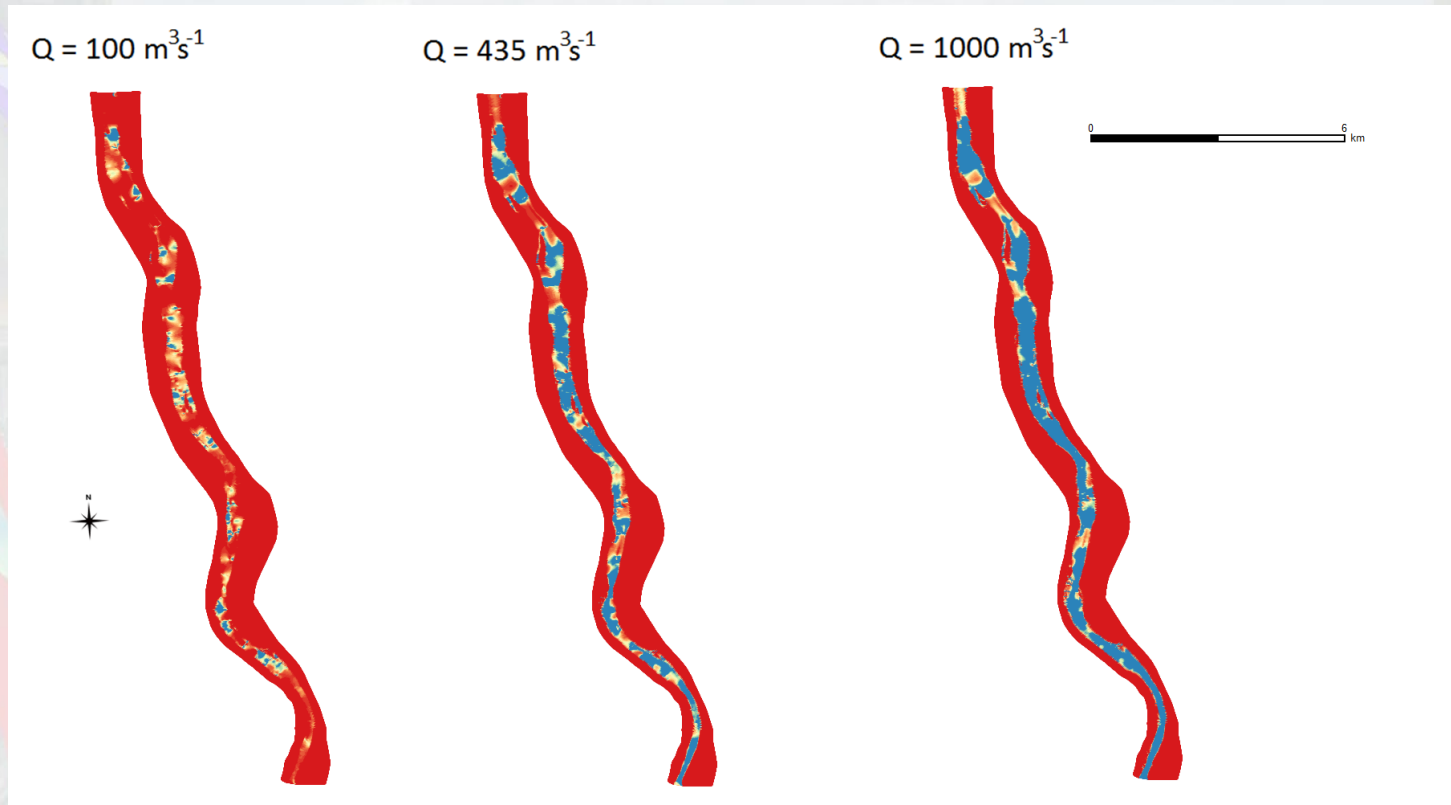 Q = 100 m³s⁻¹
Q = 435 m³s⁻¹
Q = 1000 m³s⁻¹
0 6
km
N